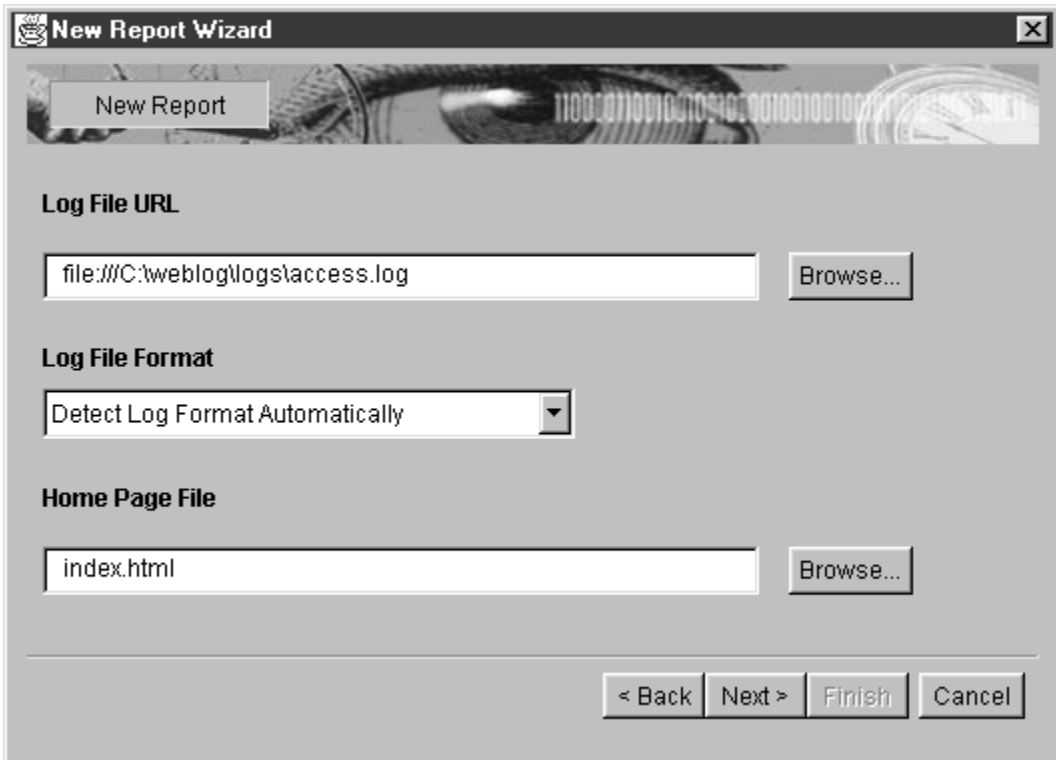 New Report Wizard
New Report
Log File URL
file:///C:\weblog\logs\access.log
Browse...
Log File Format
Detect Log Format Automatically
Home Page File
index.html
Browse...
< Back Next > Finish Cancel